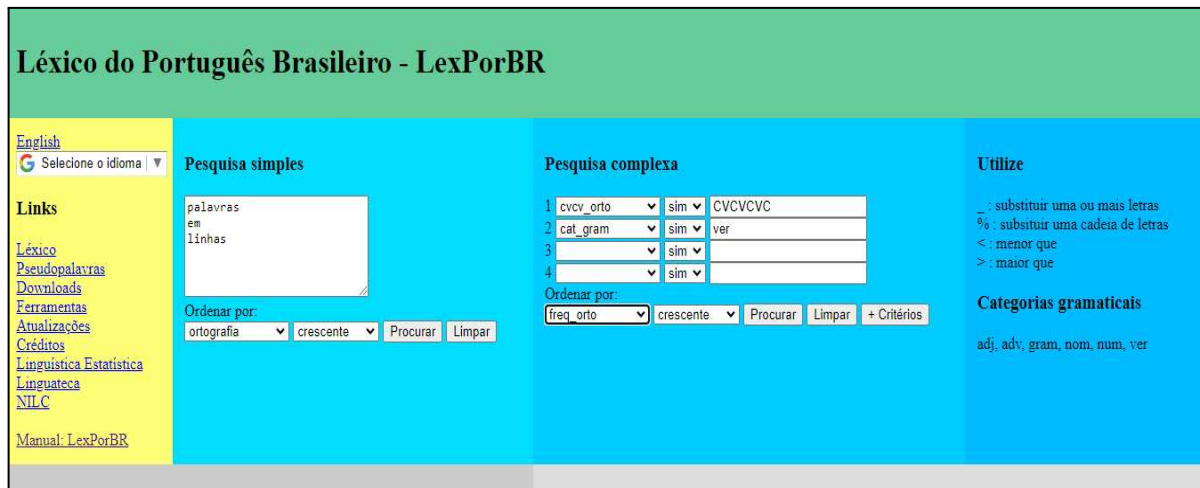 Léxico do Português Brasileiro - LexPorBR
English
Selecione o idioma ▼
Links
Léxico
Pseudopalavras
Downloads
Ferramentas
Atualizações
Créditos
Linguística Estatística
Linguateca
NILC
Manual: LexPorBR
Pesquisa simples
palavras
em
linhas
Ordenar por:
ortografia crescente Procurar Limpar
Pesquisa complexa
1 cvcv_orto sim CVCVCVC
2 cat_gram sim ver
3 sim
4 sim
Ordenar por:
freq_orto crescente Procurar Limpar + Critérios
Utilize
_ : substituir uma ou mais letras
% : subsituir uma cadeia de letras
< : menor que
> : maior que
Categorias gramaticais
adj, adv, gram, nom, num, ver